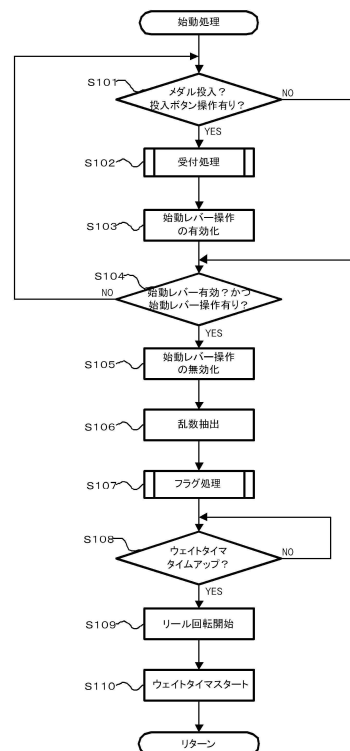 始動処理
S101
メダル投入？
投入ボタン操作有り？
NO
YES
S102
受付処理
S103
始動レバー操作
の有効化
S104
始動レバー有効？かつ
始動レバー操作有り？
NO
YES
S105
始動レバー操作
の無効化
S106
乱数抽出
S107
フラグ処理
S108
ウェイトタイマ
タイムアップ？
NO
YES
S109
リール回転開始
S110
ウェイトタイマスタート
リターン